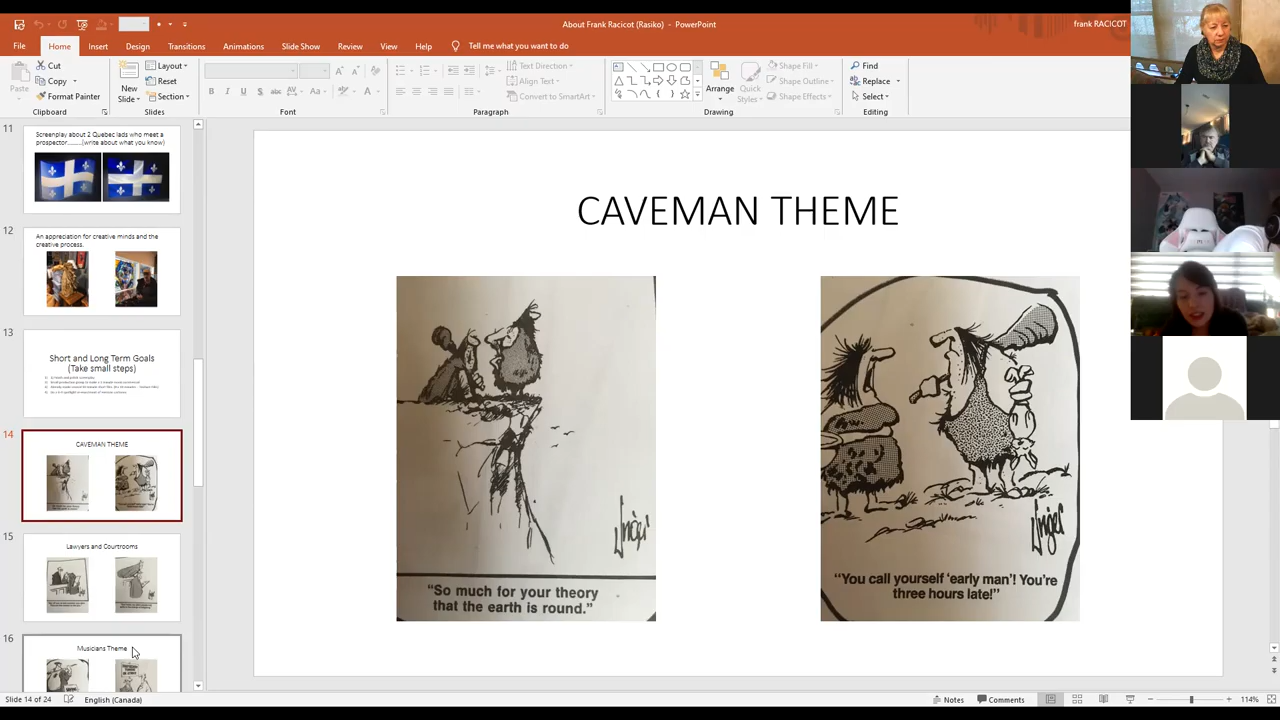 About Frank Racicot (Rasiko) - PowerPoint
frank RACICOT
File Home Insert Design Transitions Animations Slide Show Review View Help Tell me what you want to do
Paste
Cut
Copy
Format Painter
Clipboard
New
Slide
Layout
Reset
Section
Slides
Font
Text Direction
Align Text
Convert to SmartArt
Paragraph
Arrange
Quick
Styles
Shape Fill
Shape Outline
Shape Effects
Drawing
Find
Replace
Select
Editing
11
Screenplay about 2 Quebec lads who meet a
prospector..........(write about what you know)
12
An appreciation for creative minds and the
creative process.
13
Short and Long Term Goals
(Take small steps)
14
CAVEMAN THEME
15
Lawyers and Courtrooms
16
Musicians Theme
CAVEMAN THEME
Unger
"So much for your theory
that the earth is round."
Unger
"You call yourself 'early man'! You're
three hours late!"
Slide 14 of 24
English (Canada)
Notes
Comments
114%